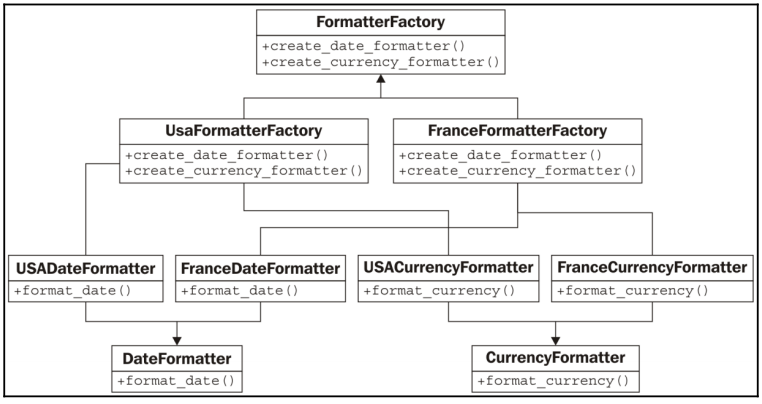 FormatterFactory
+create_date_formatter()
+create_currency_formatter()
UsaFormatterFactory
+create_date_formatter()
+create_currency_formatter()
FranceFormatterFactory
+create_date_formatter()
+create_currency_formatter()
USADateFormatter
+format_date()
FranceDateFormatter
+format_date()
USACurrencyFormatter
+format_currency()
FranceCurrencyFormatter
+format_currency()
DateFormatter
+format_date()
CurrencyFormatter
+format_currency()